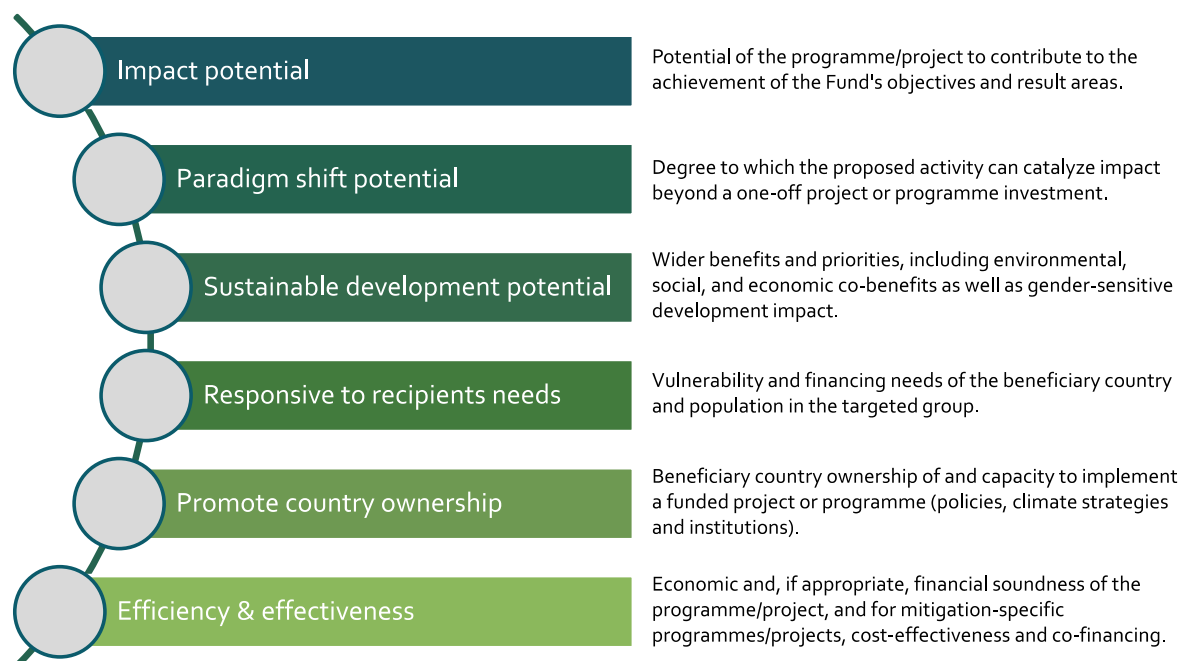 Impact potential
Potential of the programme/project to contribute to the
achievement of the Fund's objectives and result areas.
Paradigm shift potential
Degree to which the proposed activity can catalyze impact
beyond a one-off project or programme investment.
Sustainable development potential
Wider benefits and priorities, including environmental,
social, and economic co-benefits as well as gender-sensitive
development impact.
Responsive to recipients needs
Vulnerability and financing needs of the beneficiary country
and population in the targeted group.
Promote country ownership
Beneficiary country ownership of and capacity to implement
a funded project or programme (policies, climate strategies
and institutions).
Efficiency & effectiveness
Economic and, if appropriate, financial soundness of the
programme/project, and for mitigation-specific
programmes/projects, cost-effectiveness and co-financing.